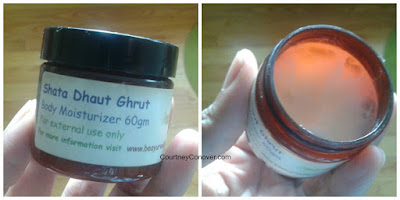 Shata Dhaut Ghrut
Body Moisturizer 60gm
For external use only
For more information visit
CourtneyConover.com